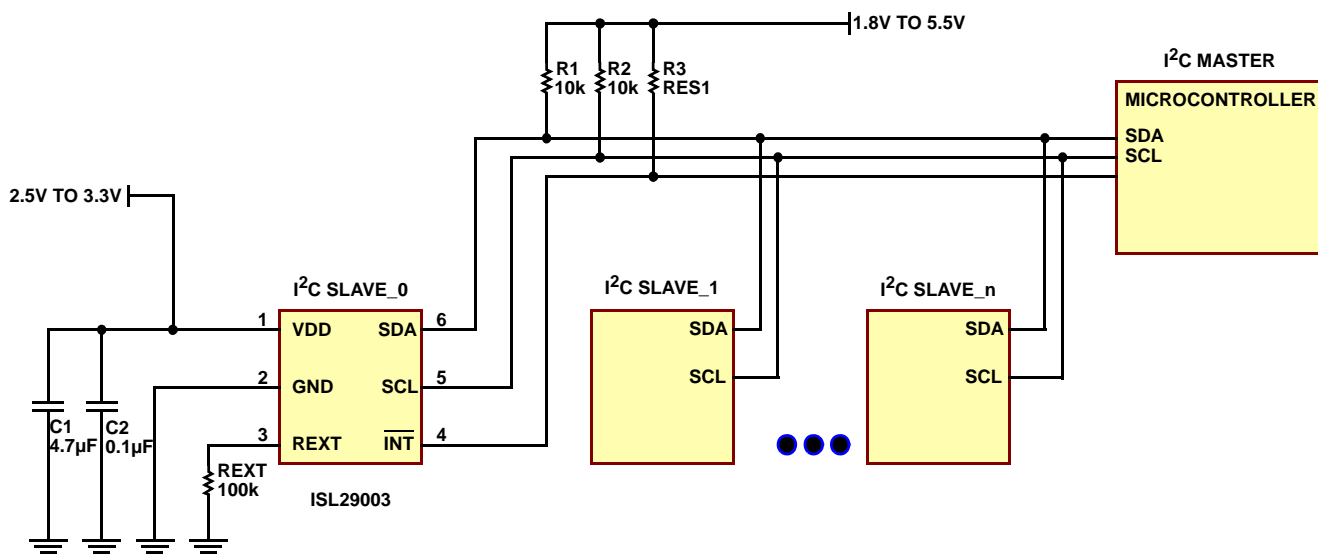 1.8V TO 5.5V
R1
10k
R2
10k
R3
RES1
I²C MASTER
MICROCONTROLLER
SDA
SCL
2.5V TO 3.3V
I²C SLAVE_0
1
VDD
SDA
6
2
GND
SCL
5
3
REXT
INT
4
C1
4.7µF
C2
0.1µF
REXT
100k
ISL29003
I²C SLAVE_1
SDA
SCL
I²C SLAVE_n
SDA
SCL